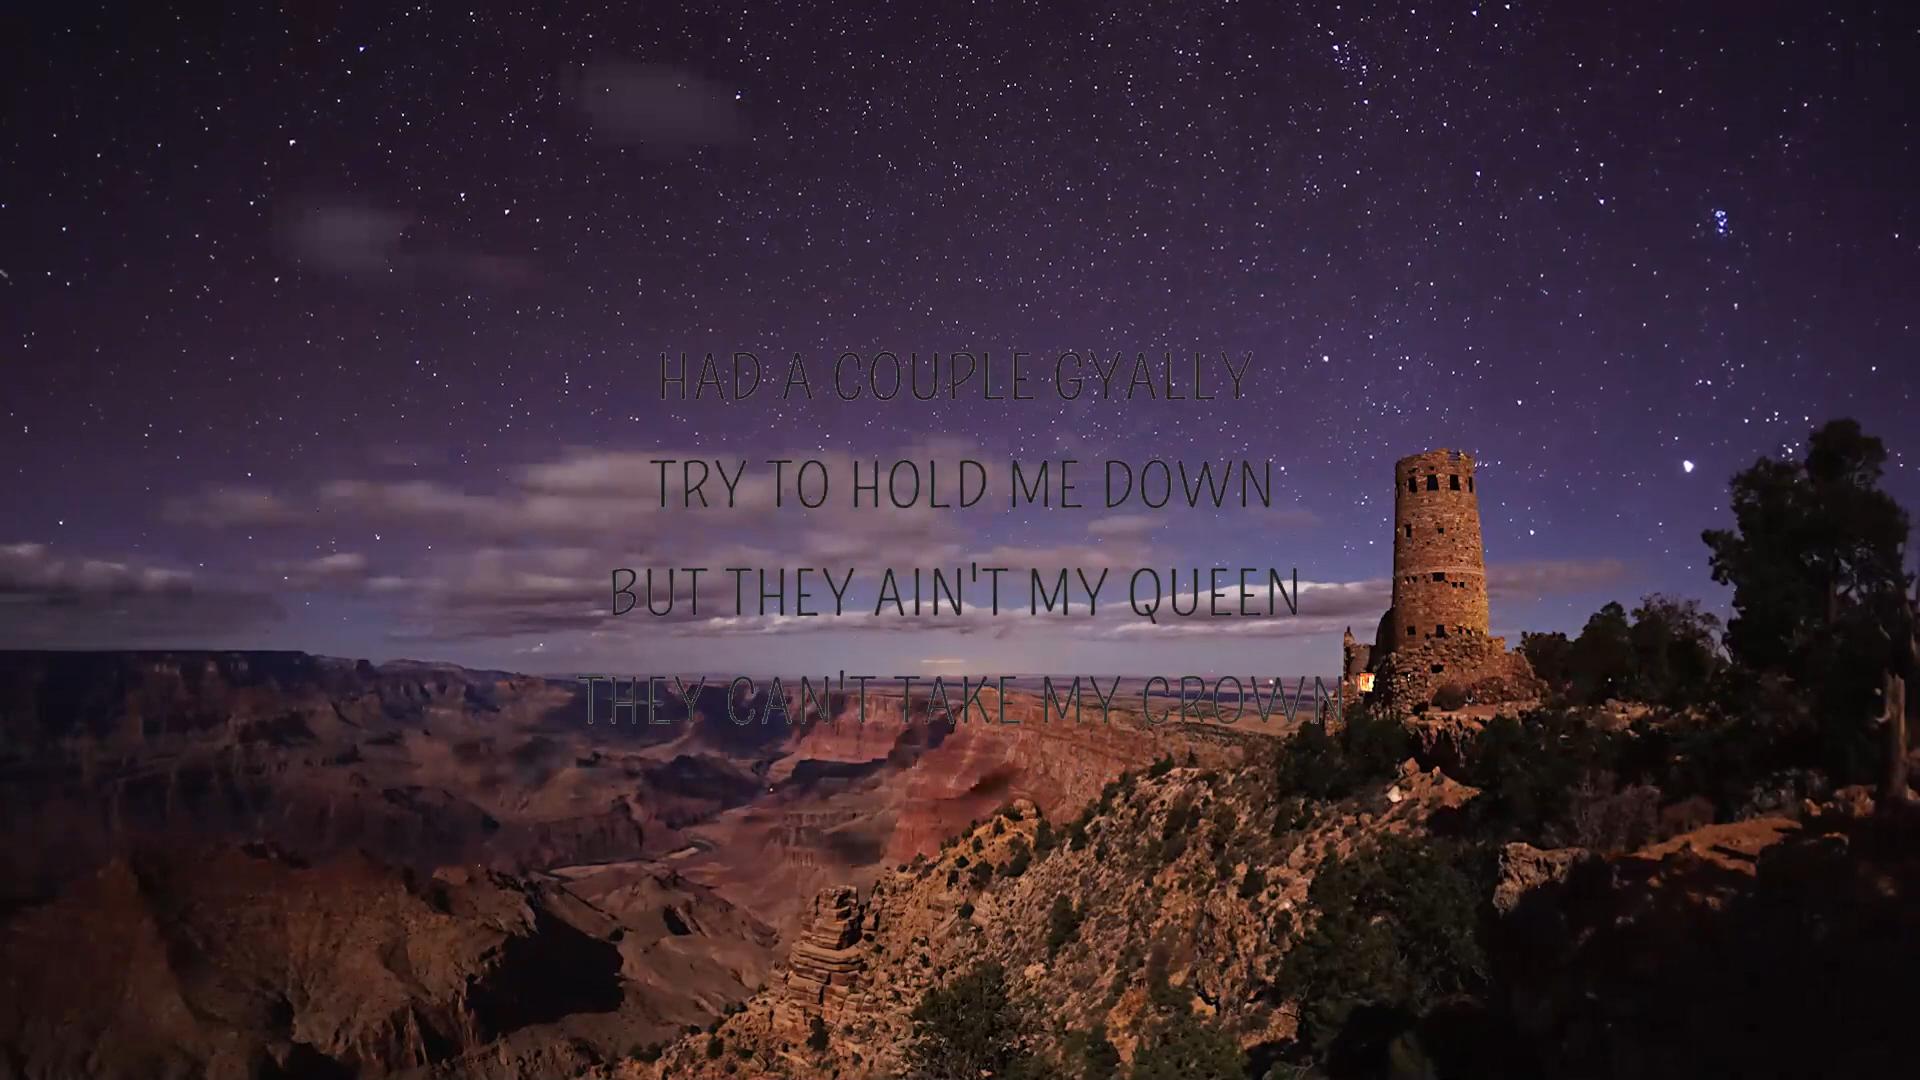 HAD A COUPLE GYALLY
TRY TO HOLD ME DOWN
BUT THEY AIN'T MY QUEEN
THEY CAN'T TAKE MY CROWN